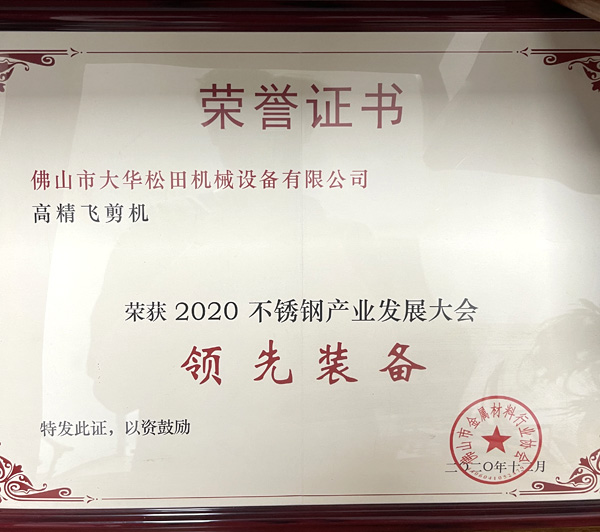 荣誉证书
佛山市大华松田机械设备有限公司
高精飞剪机
荣获 2020 不锈钢产业发展大会
领先装备
特发此证，以资鼓励
佛山市金属材料行业协会
二〇二〇年十二月